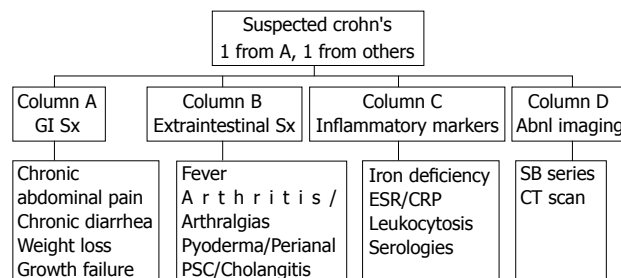 Suspected crohn's
1 from A, 1 from others
Column A
GI Sx
Column B
Extraintestinal Sx
Column C
Inflammatory markers
Column D
Abnl imaging
Chronic
abdominal pain
Chronic diarrhea
Weight loss
Growth failure
Fever
A r t h r i t i s /
Arthralgias
Pyoderma/Perianal
PSC/Cholangitis
Iron deficiency
ESR/CRP
Leukocytosis
Serologies
SB series
CT scan